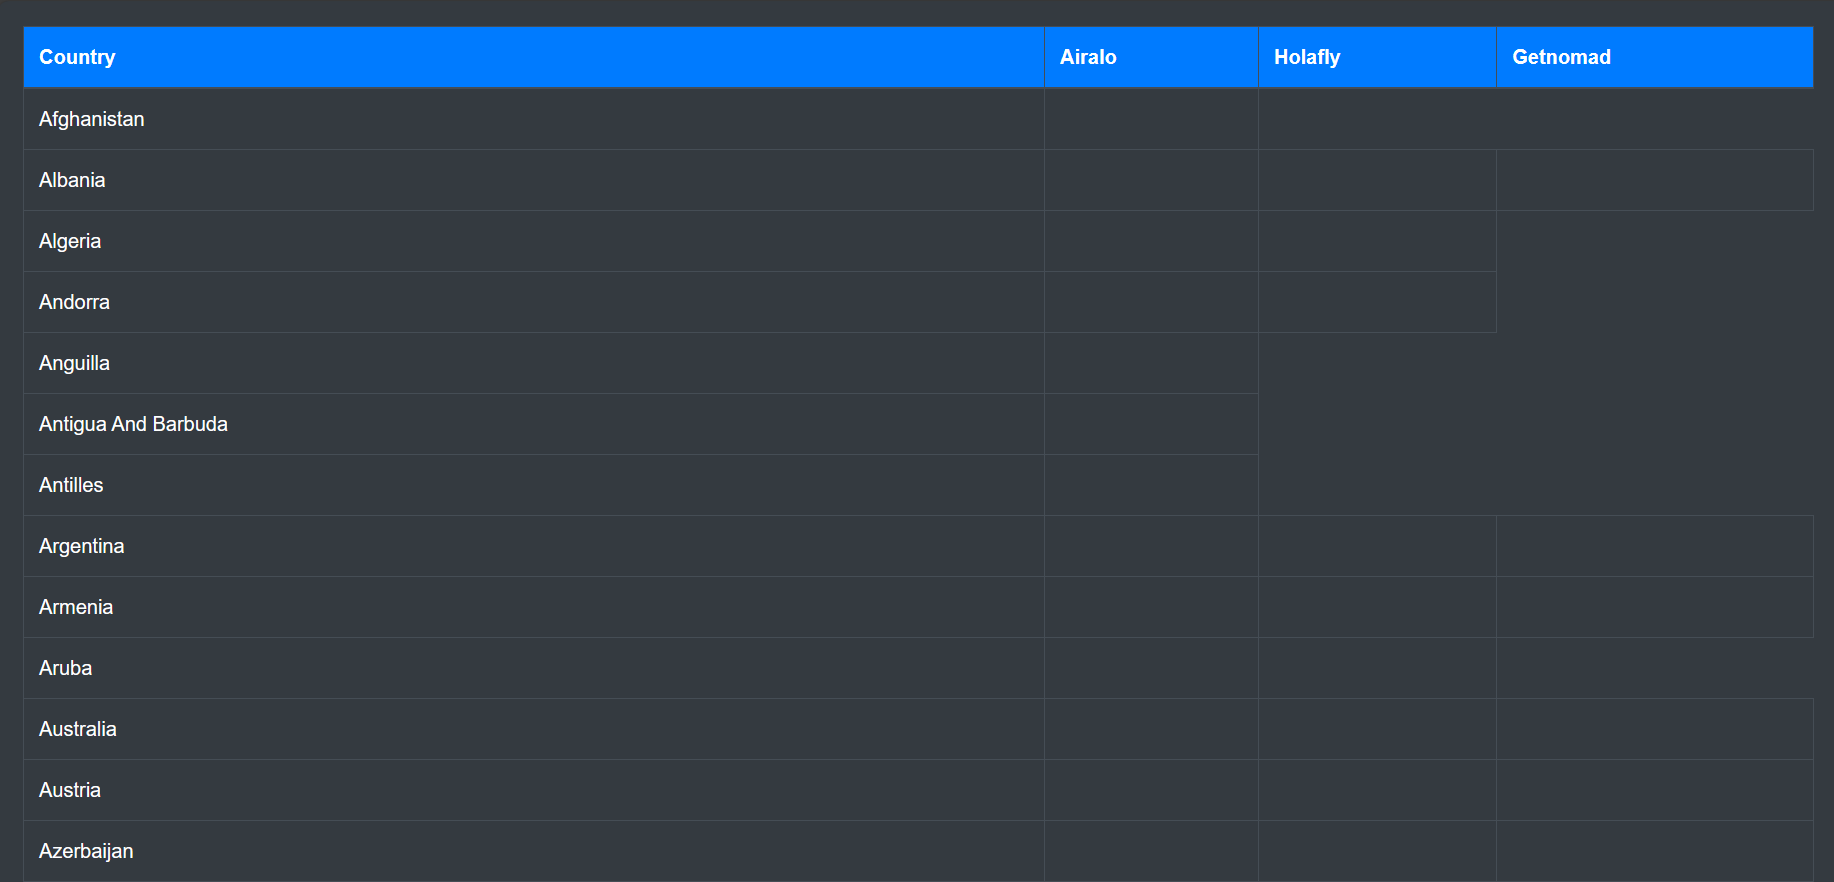 Country Airalo Holafly Getnomad
Afghanistan
Albania
Algeria
Andorra
Anguilla
Antigua And Barbuda
Antilles
Argentina
Armenia
Aruba
Australia
Austria
Azerbaijan